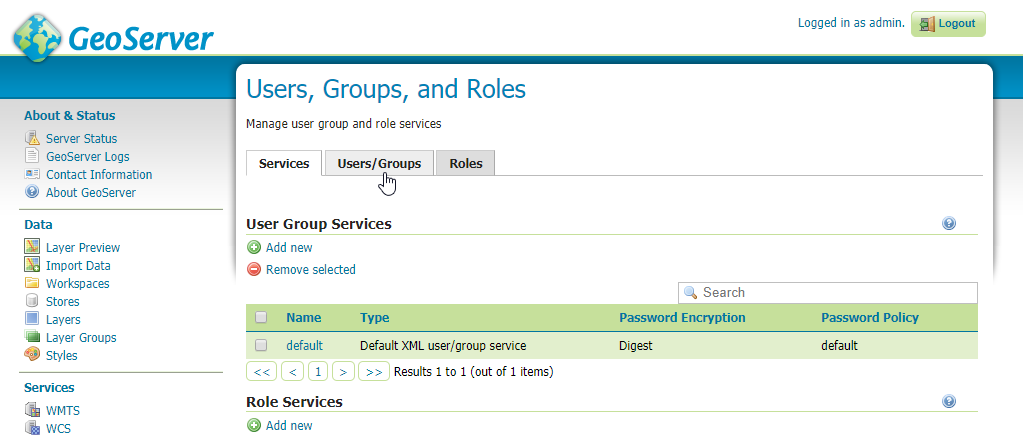 GeoServer
Logged in as admin. Logout
About & Status
Server Status
GeoServer Logs
Contact Information
About GeoServer
Data
Layer Preview
Import Data
Workspaces
Stores
Layers
Layer Groups
Styles
Services
WMTS
WCS
Users, Groups, and Roles
Manage user group and role services
Services Users/Groups Roles
User Group Services
Add new
Remove selected
Search
Name Type Password Encryption Password Policy
default Default XML user/group service Digest default
<< < 1 > >> Results 1 to 1 (out of 1 items)
Role Services
Add new